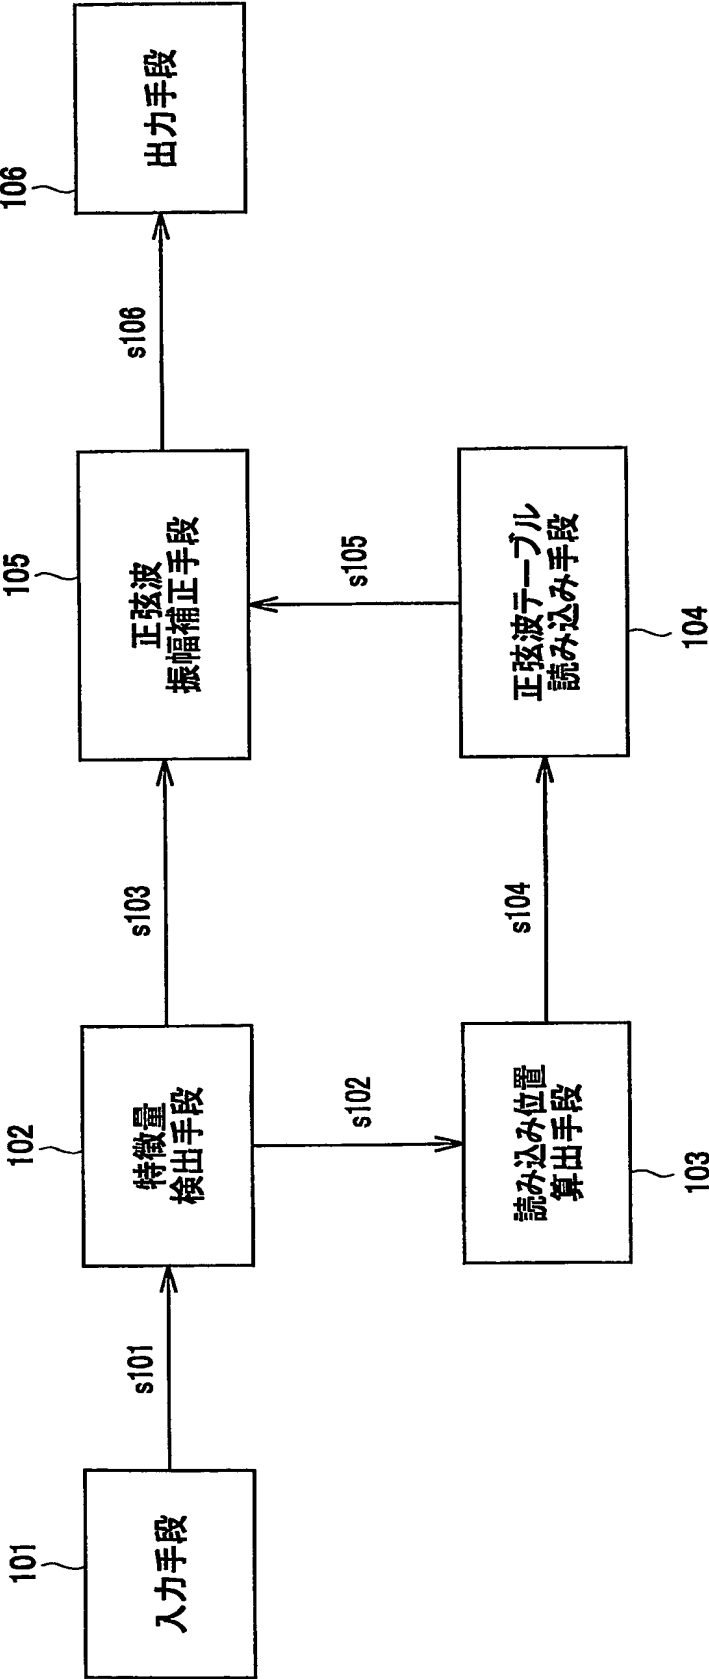 101
入力手段
s101
102
特徴量
検出手段
s103
105
正弦波
振幅補正手段
s106
106
出力手段
s102
s105
読み込み位置
算出手段
103
s104
正弦波テーブル
読み込み手段
104